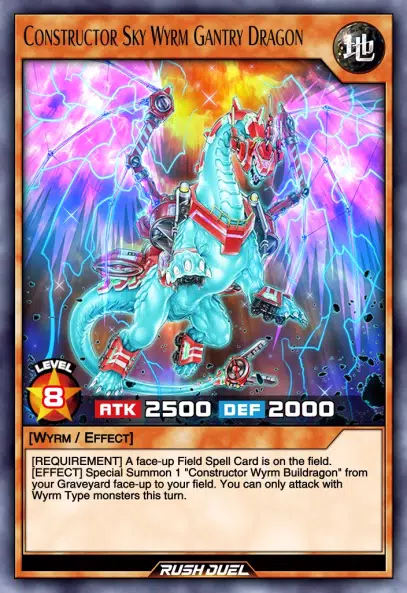 Constructor Sky Wyrm Gantry Dragon
地
LEVEL
8
ATK 2500 DEF 2000
[Wyrm / Effect]
[REQUIREMENT] A face-up Field Spell Card is on the field.
[EFFECT] Special Summon 1 "Constructor Wyrm Buildragon" from
your Graveyard face-up to your field. You can only attack with
Wyrm Type monsters this turn.
RUSH DUEL